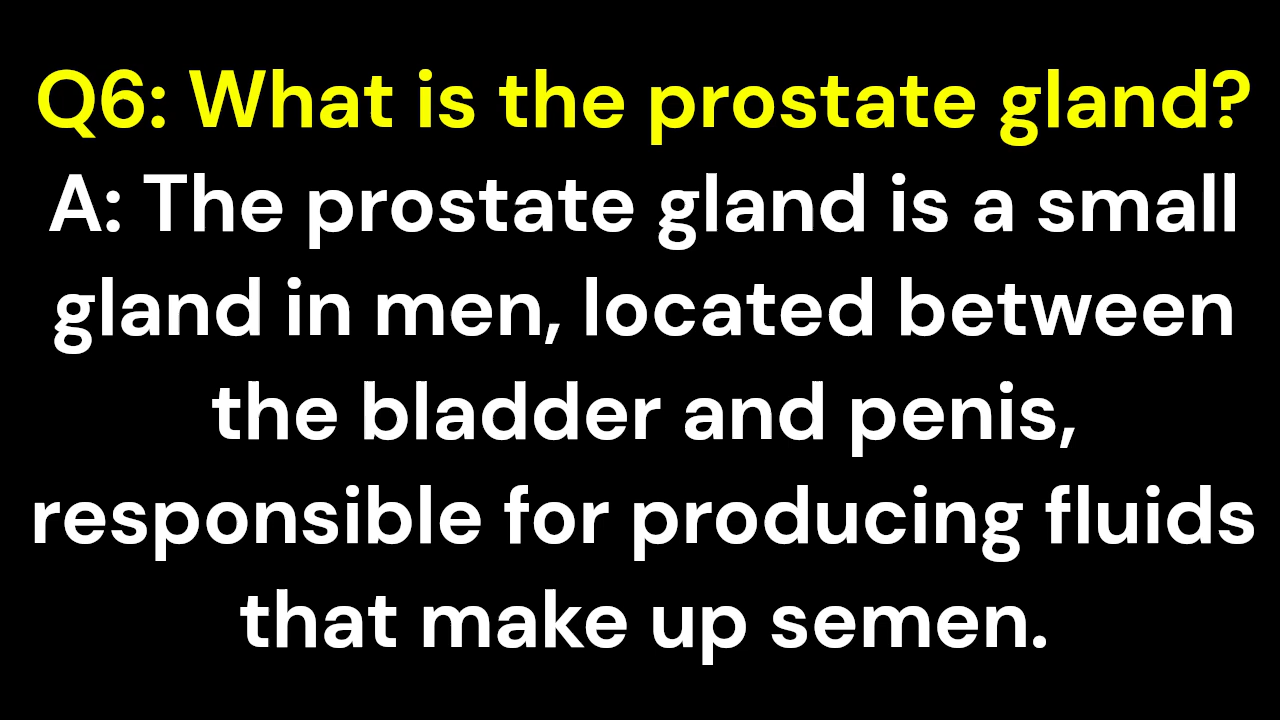 Q6: What is the prostate gland?
A: The prostate gland is a small
gland in men, located between
the bladder and penis,
responsible for producing fluids
that make up semen.